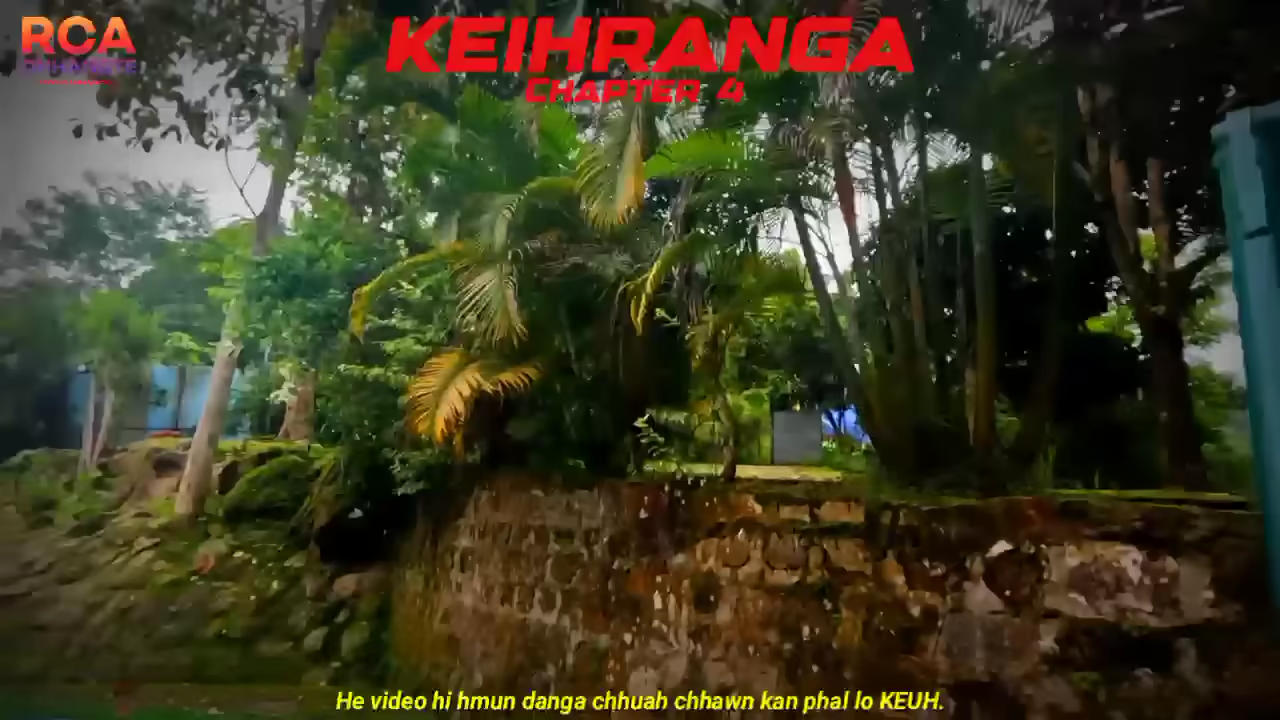 RCA
KEIHRANGA
CHAPTER 4
He video hi hmun danga chhuah chhawn kan phal lo KEUH.